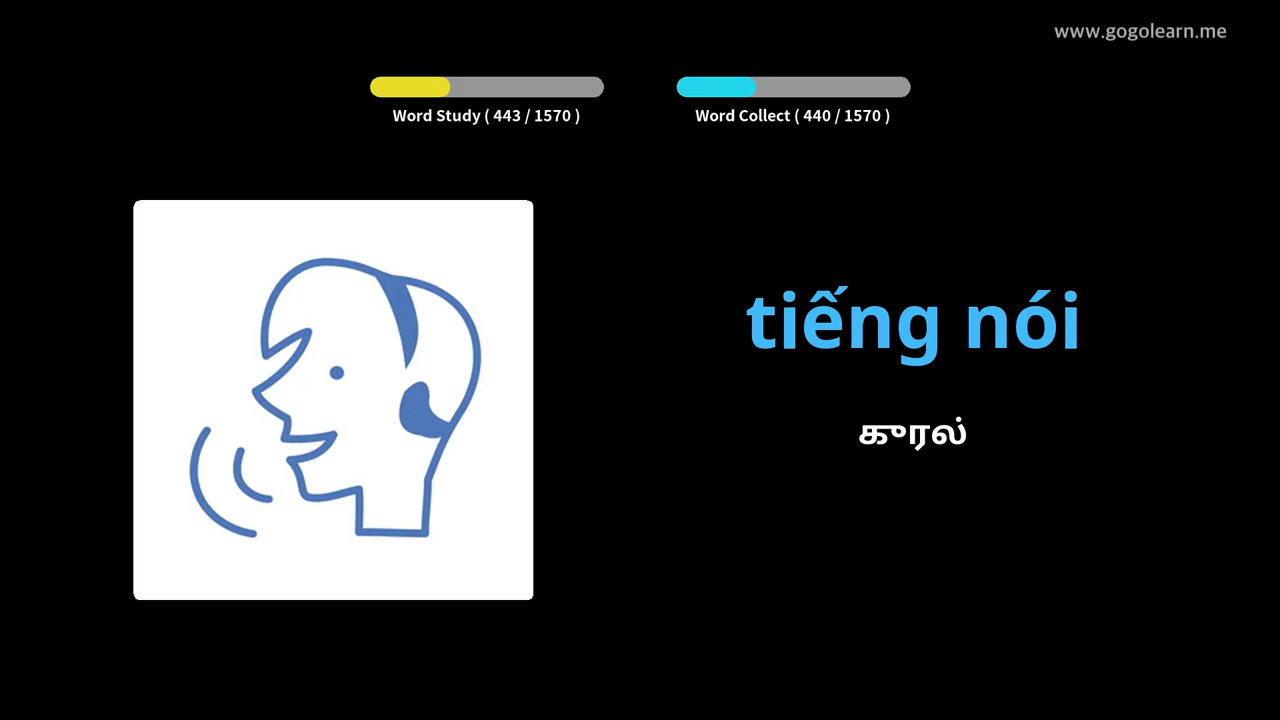 www.gogolearn.me
Word Study ( 443 / 1570 )
Word Collect ( 440 / 1570 )
tiếng nói
குரல்